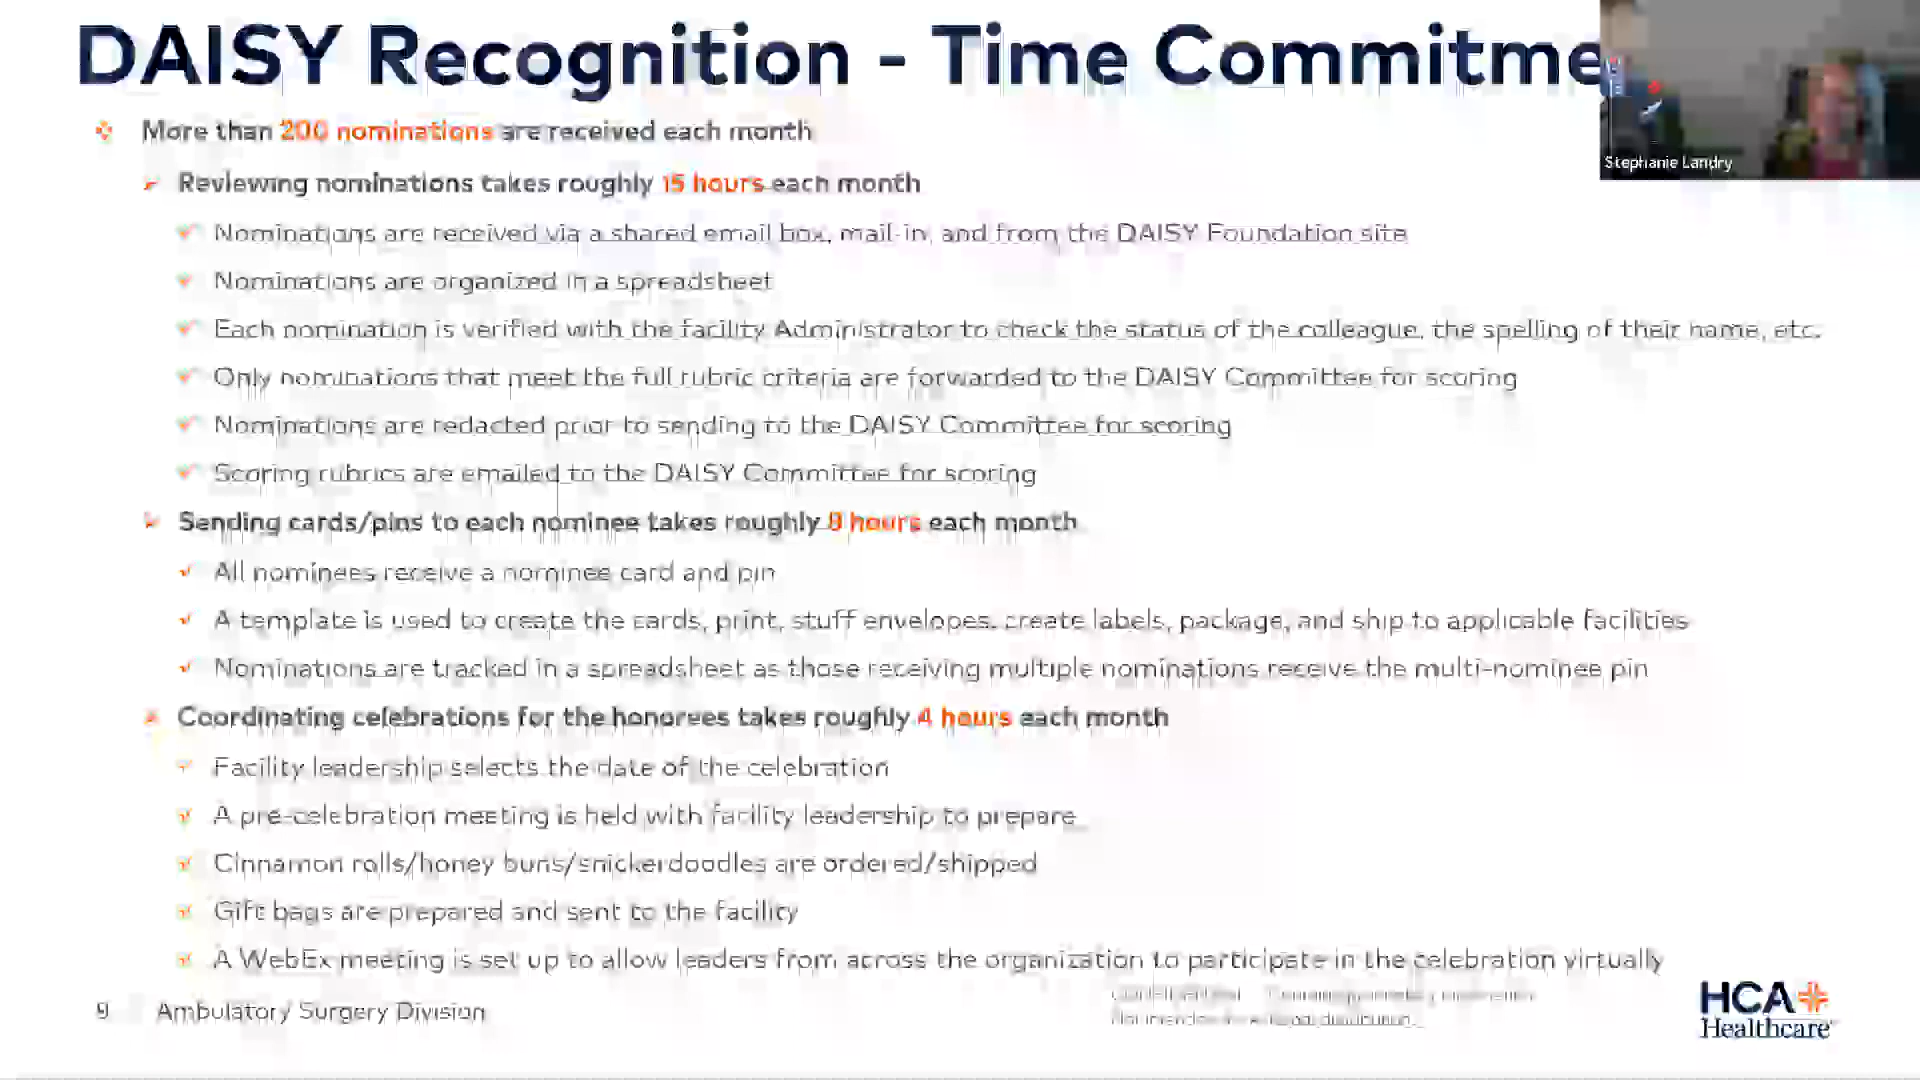 DAISY Recognition - Time Commitme
Stephanie Landry
More than 200 nominations are received each month
Reviewing nominations takes roughly 15 hours each month
Nominations are received via a shared email box, mail-in, and from the DAISY Foundation site
Nominations are organized in a spreadsheet
Each nomination is verified with the facility Administrator to check the status of the colleague, the spelling of their name, etc.
Only nominations that meet the full rubric criteria are forwarded to the DAISY Committee for scoring
Nominations are redacted prior to sending to the DAISY Committee for scoring
Scoring rubrics are emailed to the DAISY Committee for scoring
Sending cards/pins to each nominee takes roughly 8 hours each month
All nominees receive a nominee card and pin
A template is used to create the cards, print, stuff envelopes, create labels, package, and ship to applicable facilities
Nominations are tracked in a spreadsheet as those receiving multiple nominations receive the multi-nominee pin
Coordinating celebrations for the honorees takes roughly 4 hours each month
Facility leadership selects the date of the celebration
A pre-celebration meeting is held with facility leadership to prepare
Cinnamon rolls/honey buns/snickerdoodles are ordered/shipped
Gift bags are prepared and sent to the facility
A WebEx meeting is set up to allow leaders from across the organization to participate in the celebration virtually
9 Ambulatory Surgery Division
HCA
Healthcare